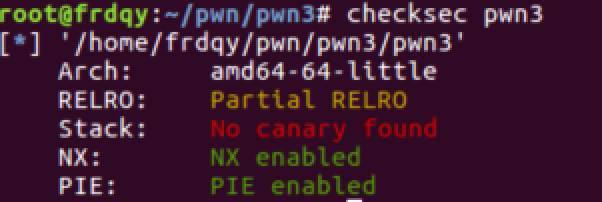 root@frdqy:~/pwn/pwn3# checksec pwn3
[*] '/home/frdqy/pwn/pwn3/pwn3'
Arch: amd64-64-little
RELRO: Partial RELRO
Stack: No canary found
NX: NX enabled
PIE: PIE enabled